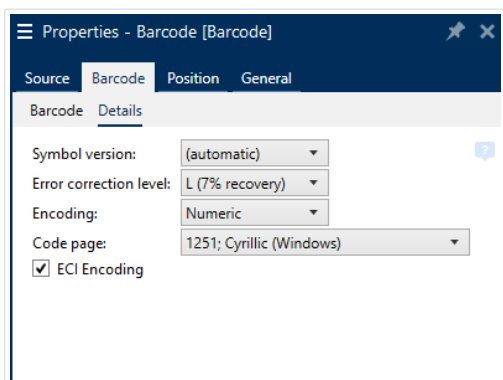 Properties - Barcode [Barcode]
Source Barcode Position General
Barcode Details
Symbol version: (automatic)
Error correction level: L (7% recovery)
Encoding: Numeric
Code page: 1251; Cyrillic (Windows)
ECI Encoding